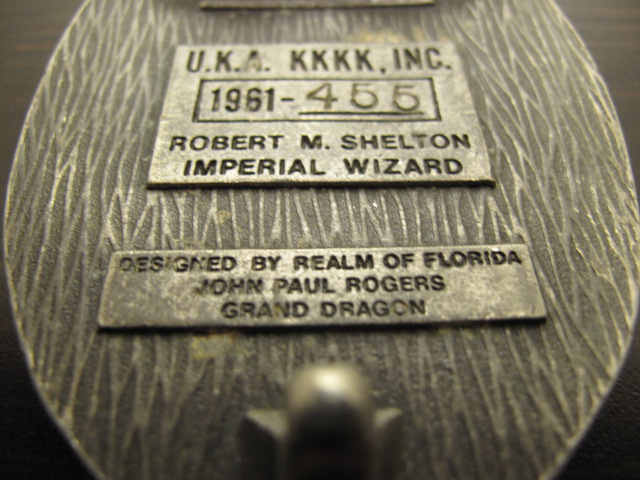 U.K.A. KKKK, INC.
1961-455
ROBERT M. SHELTON
IMPERIAL WIZARD
DESIGNED BY REALM OF FLORIDA
JOHN PAUL ROGERS
GRAND DRAGON